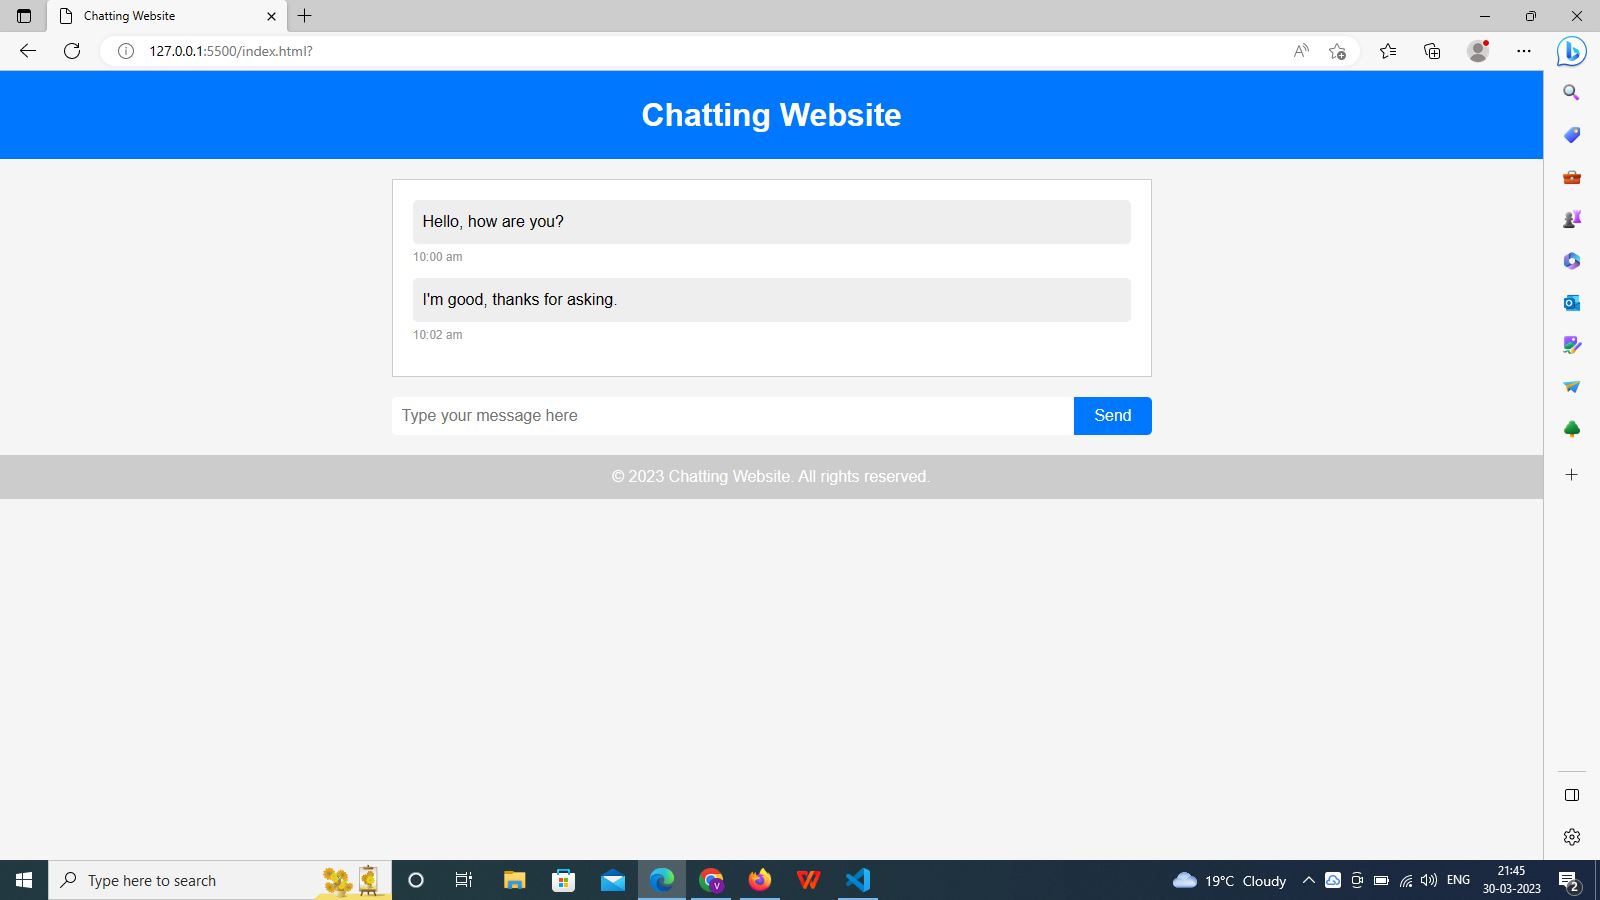 Chatting Website
127.0.0.1:5500/index.html?
Chatting Website
Hello, how are you?
10:00 am
I'm good, thanks for asking.
10:02 am
Type your message here
Send
© 2023 Chatting Website. All rights reserved.
Type here to search
V
19°C Cloudy
ENG
21:45
30-03-2023
2